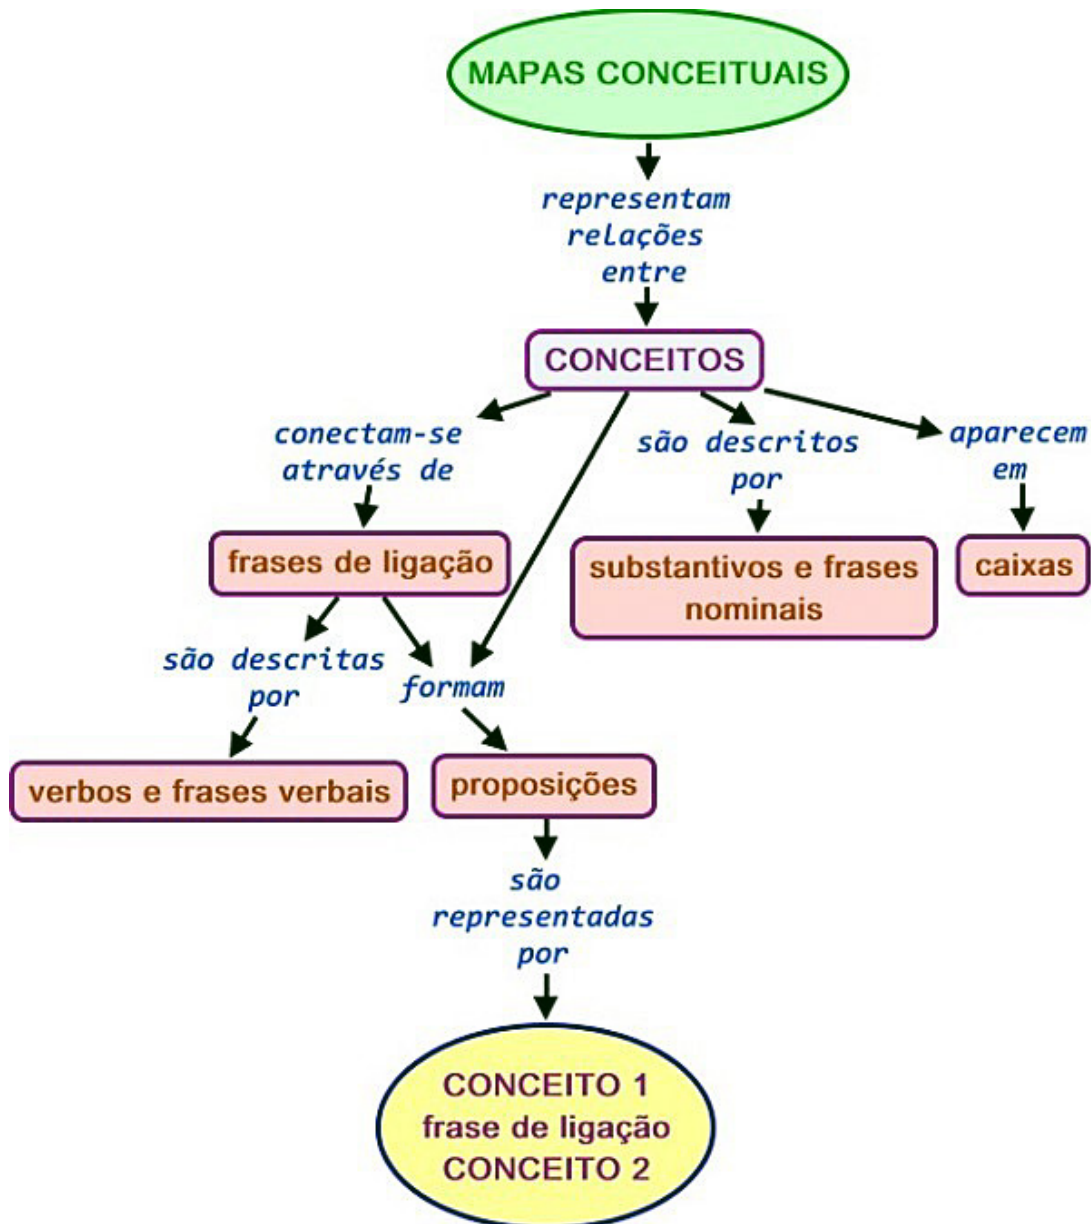 MAPAS CONCEITUAIS
representam
relações
entre
CONCEITOS
conectam-se
através de
são descritos
por
aparecem
em
frases de ligação
substantivos e frases
nominais
caixas
são descritas
por
formam
verbos e frases verbais
proposições
são
representadas
por
CONCEITO 1
frase de ligação
CONCEITO 2